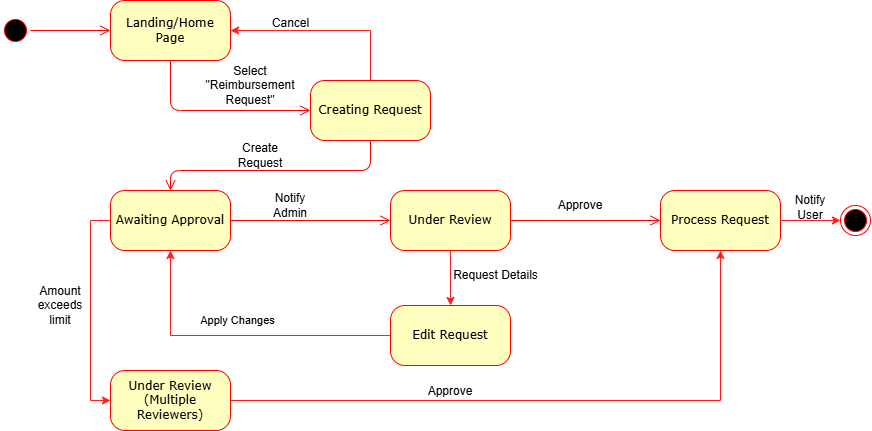 Landing/Home
Page
Cancel
Select
"Reimbursement
Request"
Creating Request
Create
Request
Awaiting Approval
Notify
Admin
Under Review
Approve
Process Request
Notify
User
Request Details
Amount
exceeds
limit
Apply Changes
Edit Request
Under Review
(Multiple
Reviewers)
Approve